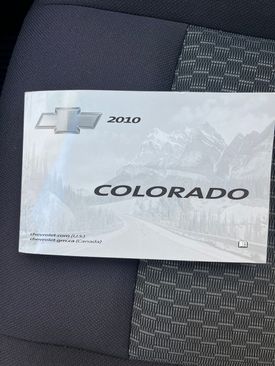 2010
COLORADO
chevrolet.com (U.S.)
chevrolet.gm.ca (Canada)